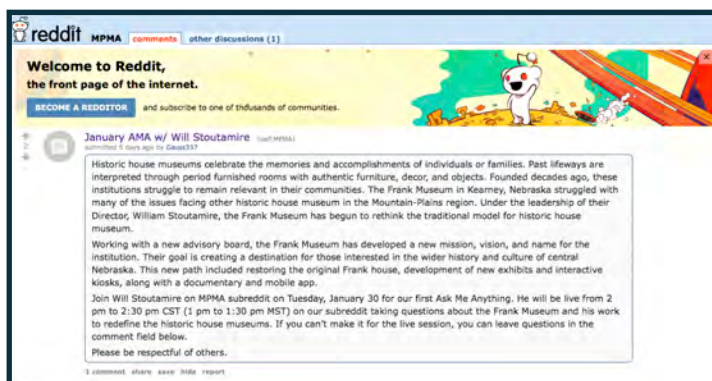 reddit MPMA comments other discussions (1)
Welcome to Reddit,
the front page of the internet.
BECOME A REDDITOR and subscribe to one of thousands of communities.
January AMA w/ Will Stoutamire (self.MPMA)
submitted 5 days ago by Gauss337
Historic house museums celebrate the memories and accomplishments of individuals or families. Past lifeways are
interpreted through period furnished rooms with authentic furniture, decor, and objects. Founded decades ago, these
institutions struggle to remain relevant in their communities. The Frank Museum in Kearney, Nebraska struggled with
many of the issues facing other historic house museum in the Mountain-Plains region. Under the leadership of their
Director, William Stoutamire, the Frank Museum has begun to rethink the traditional model for historic house
museum.
Working with a new advisory board, the Frank Museum has developed a new mission, vision, and name for the
institution. Their goal is creating a destination for those interested in the wider history and culture of central
Nebraska. This new path included restoring the original Frank house, development of new exhibits and interactive
kiosks, along with a documentary and mobile app.
Join Will Stoutamire on MPMA subreddit on Tuesday, January 30 for our first Ask Me Anything. He will be live from 2
pm to 2:30 pm CST (1 pm to 1:30 pm MST) on our subreddit taking questions about the Frank Museum and his work
to redefine the historic house museums. If you can't make it for the live session, you can leave questions in the
comment field below.
Please be respectful of others.
1 comment share save hide report